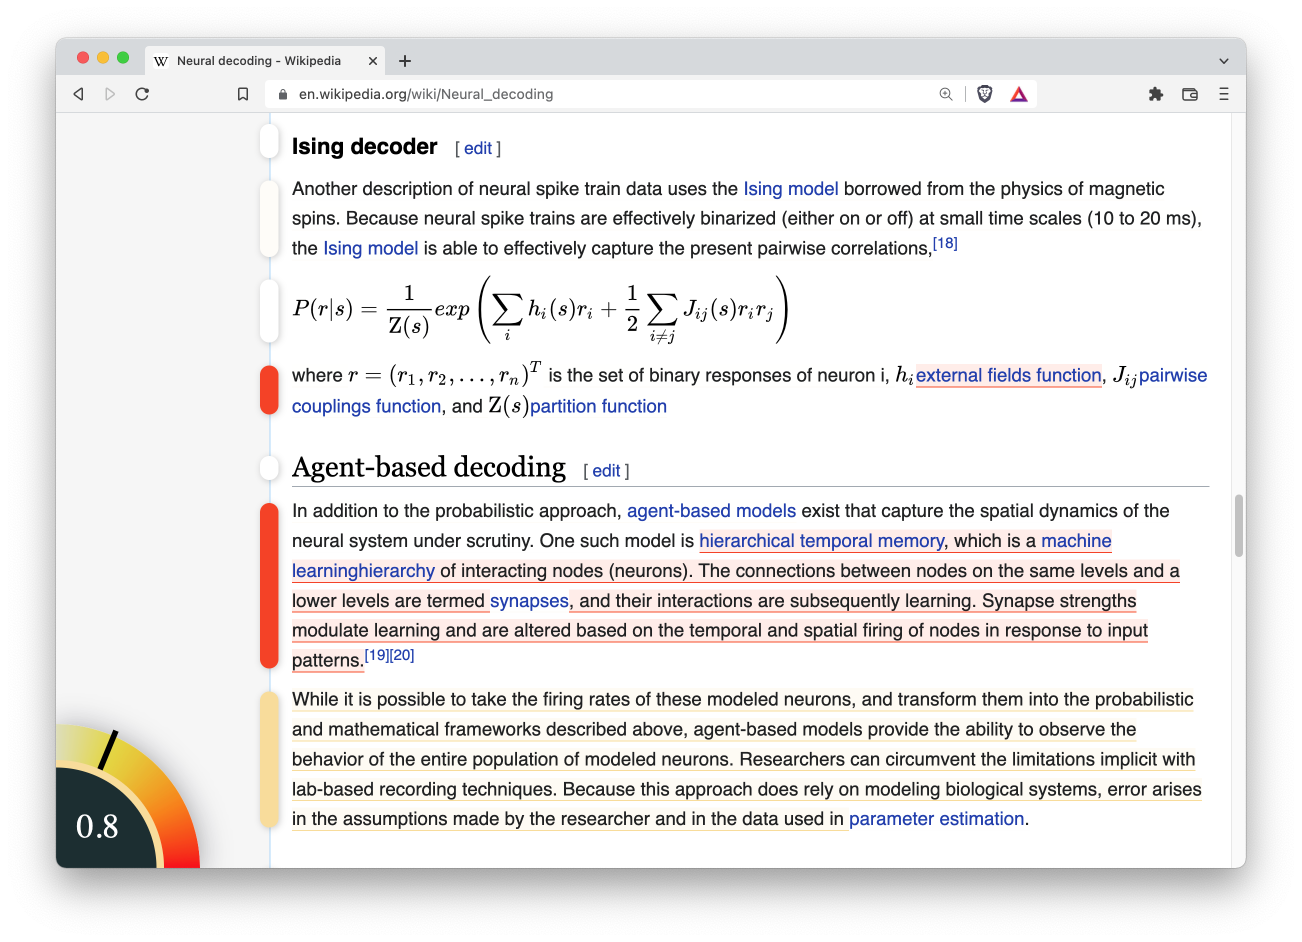 Neural decoding - Wikipedia
en.wikipedia.org/wiki/Neural_decoding
Ising decoder [ edit ]
Another description of neural spike train data uses the Ising model borrowed from the physics of magnetic
spins. Because neural spike trains are effectively binarized (either on or off) at small time scales (10 to 20 ms),
the Ising model is able to effectively capture the present pairwise correlations,[18]
P(r|s) = 1/Z(s) exp (∑_i h_i(s)r_i + 1/2 ∑_{i≠j} J_{ij}(s)r_i r_j)
where r = (r_1, r_2, ..., r_n)^T is the set of binary responses of neuron i, h_i external fields function, J_{ij} pairwise
couplings function, and Z(s) partition function
Agent-based decoding [ edit ]
In addition to the probabilistic approach, agent-based models exist that capture the spatial dynamics of the
neural system under scrutiny. One such model is hierarchical temporal memory, which is a machine
learninghierarchy of interacting nodes (neurons). The connections between nodes on the same levels and a
lower levels are termed synapses, and their interactions are subsequently learning. Synapse strengths
modulate learning and are altered based on the temporal and spatial firing of nodes in response to input
patterns.[19][20]
While it is possible to take the firing rates of these modeled neurons, and transform them into the probabilistic
and mathematical frameworks described above, agent-based models provide the ability to observe the
behavior of the entire population of modeled neurons. Researchers can circumvent the limitations implicit with
lab-based recording techniques. Because this approach does rely on modeling biological systems, error arises
in the assumptions made by the researcher and in the data used in parameter estimation.
0.8